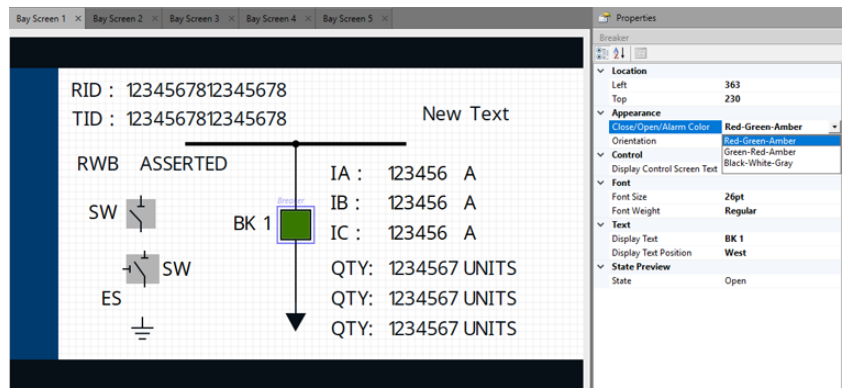 Bay Screen 1 × Bay Screen 2 × Bay Screen 3 × Bay Screen 4 × Bay Screen 5 ×
RID : 1234567812345678
TID : 1234567812345678
New Text
RWB ASSERTED
IA : 123456 A
SW
Breaker
BK 1
IB : 123456 A
IC : 123456 A
SW
QTY: 1234567 UNITS
ES
QTY: 1234567 UNITS
QTY: 1234567 UNITS
Properties
Breaker
Location
Left 363
Top 230
Appearance
Close/Open/Alarm Color Red-Green-Amber
Orientation
Red-Green-Amber
Green-Red-Amber
Black-White-Gray
Control
Display Control Screen Text
Font
Font Size 26pt
Font Weight Regular
Text
Display Text BK 1
Display Text Position West
State Preview
State Open